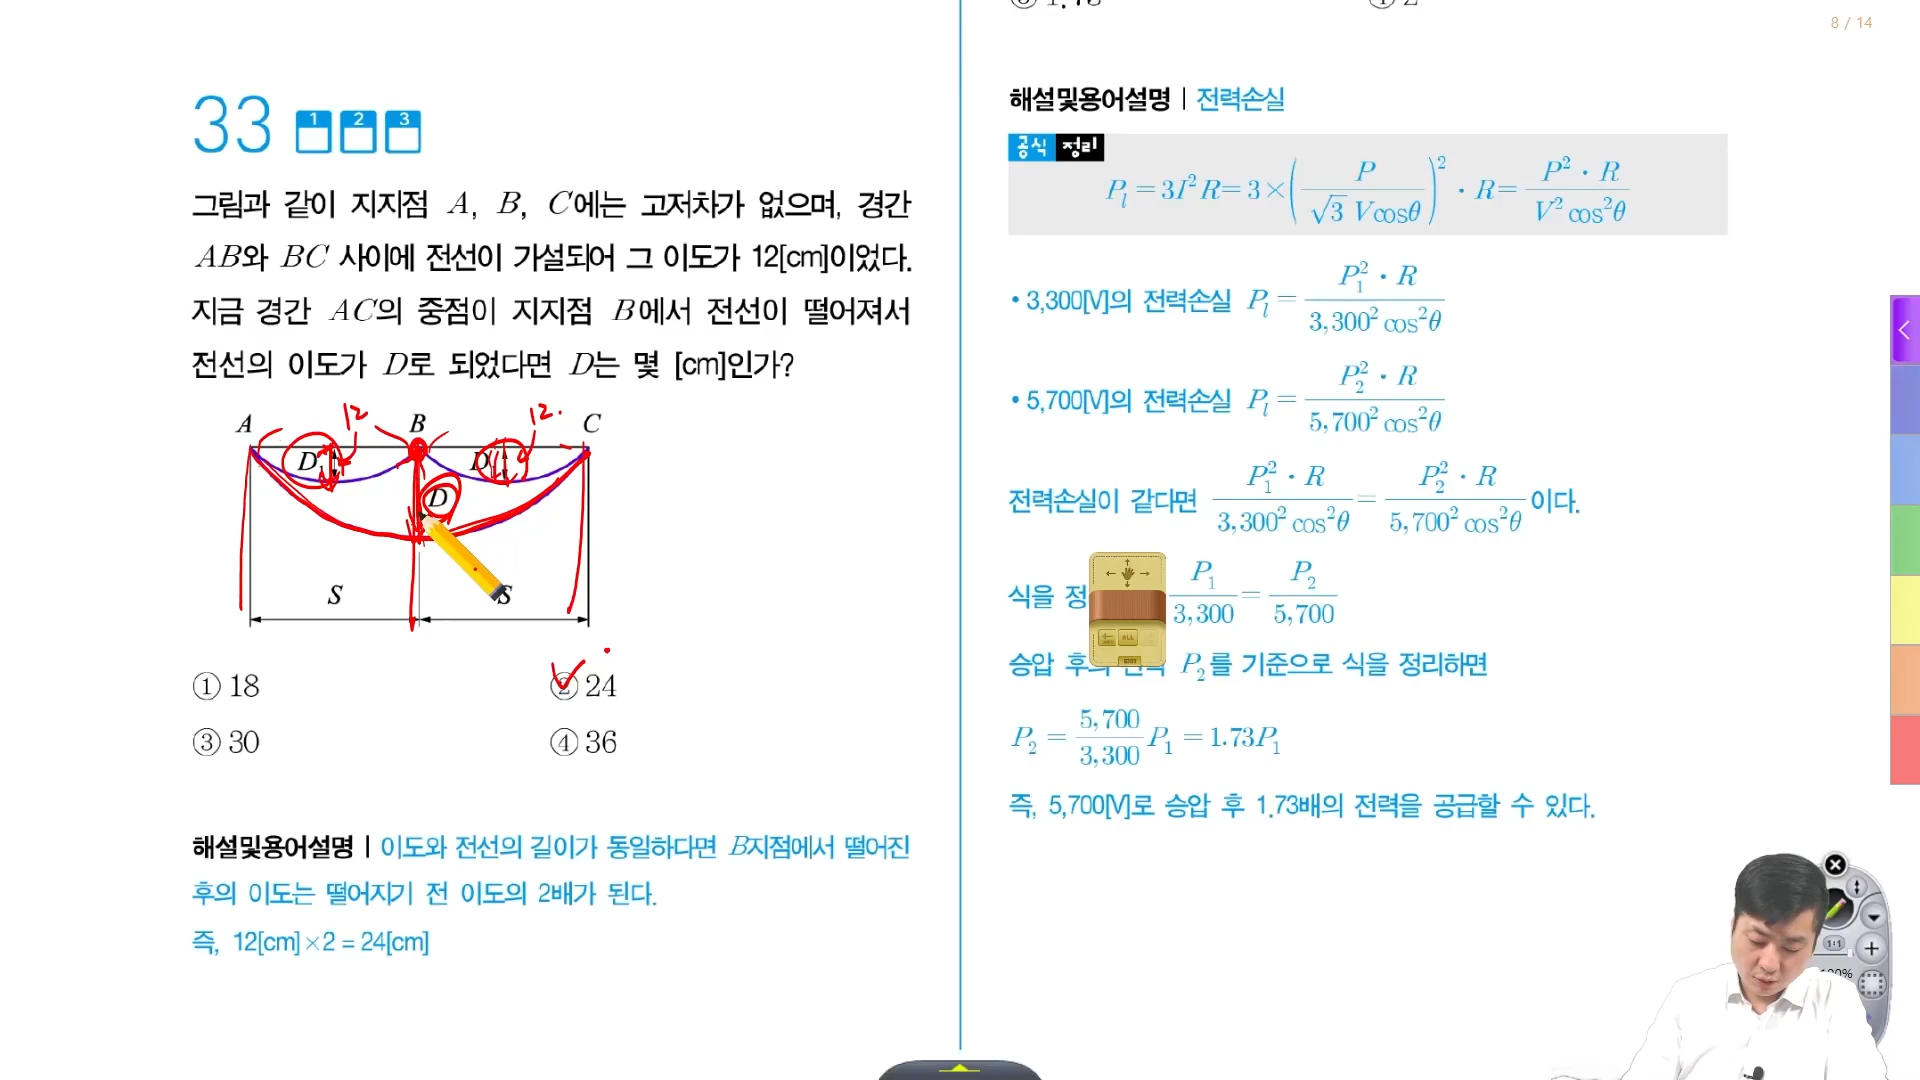 33 1 2 3
그림과 같이 지지점 A, B, C에는 고저차가 없으며, 경간
AB와 BC 사이에 전선이 가설되어 그 이도가 12[cm]이었다.
지금 경간 AC의 중점이 지지점 B에서 전선이 떨어져서
전선의 이도가 D로 되었다면 D는 몇 [cm]인가?
12 12.
A B C
D₁ D₁
D
S S
① 18 ② 24
③ 30 ④ 36
해설및용어설명 | 이도와 전선의 길이가 동일하다면 B지점에서 떨어진
후의 이도는 떨어지기 전 이도의 2배가 된다.
즉, 12[cm]×2 = 24[cm]
8 / 14
해설및용어설명 | 전력손실
공식 정리
P_l = 3I²R = 3×(P / √3 Vcosθ)² · R = P² · R / V² cos²θ
• 3,300[V]의 전력손실 P_l = P₁² · R / 3,300² cos²θ
• 5,700[V]의 전력손실 P_l = P₂² · R / 5,700² cos²θ
전력손실이 같다면 P₁² · R / 3,300² cos²θ = P₂² · R / 5,700² cos²θ 이다.
식을 정 P₁ / 3,300 = P₂ / 5,700
ALL
승압 후의 P₂를 기준으로 식을 정리하면
P₂ = 5,700 / 3,300 P₁ = 1.73P₁
즉, 5,700[V]로 승압 후 1.73배의 전력을 공급할 수 있다.
1:1